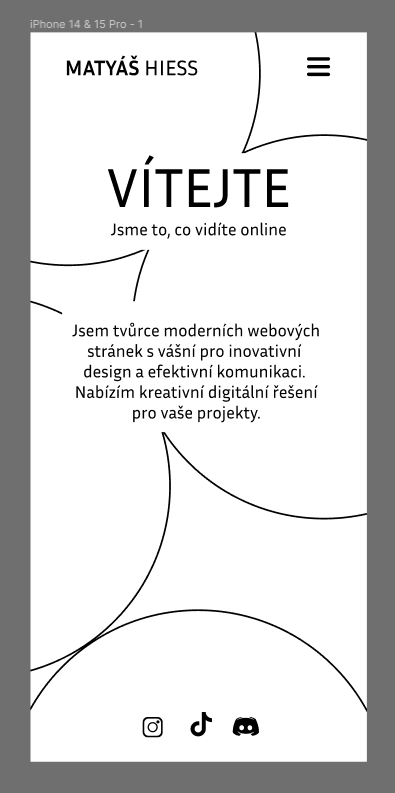 iPhone 14 & 15 Pro - 1
MATYÁŠ HIESS
VÍTEJTE
Jsme to, co vidíte online
Jsem tvůrce moderních webových
stránek s vášní pro inovativní
design a efektivní komunikaci.
Nabízím kreativní digitální řešení
pro vaše projekty.